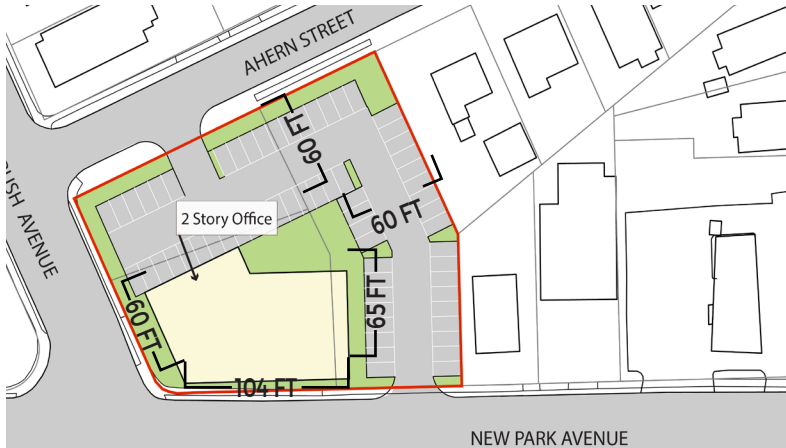 AHERN STREET
60 FT
2 Story Office
60 FT
AVENUE
60 FT
65 FT
104 FT
NEW PARK AVENUE